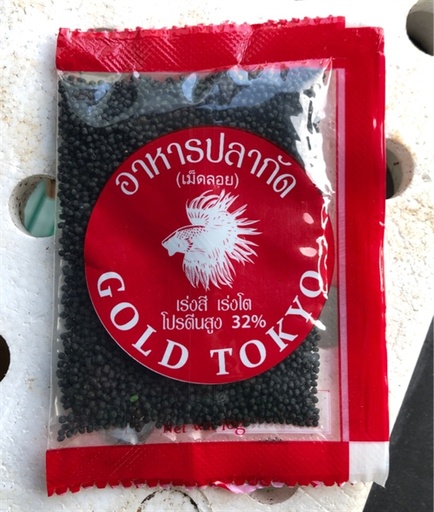 อาหารปลากัด
(เม็ดลอย)
เร่งสี เร่งโต
โปรตีนสูง 32%
GOLD TOKYO